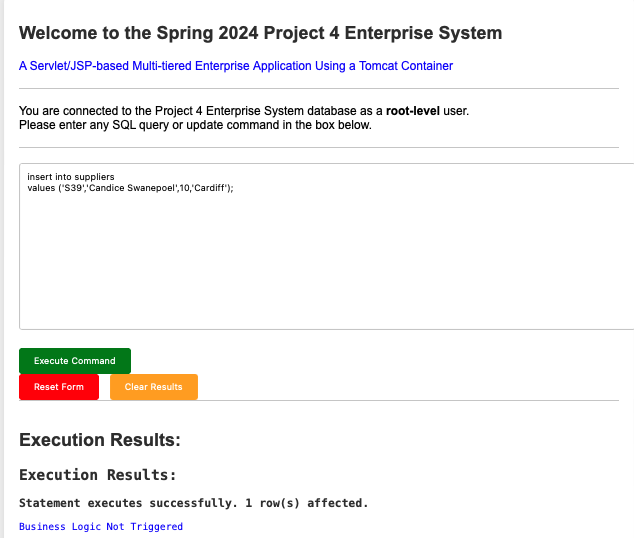 Welcome to the Spring 2024 Project 4 Enterprise System
A Servlet/JSP-based Multi-tiered Enterprise Application Using a Tomcat Container
You are connected to the Project 4 Enterprise System database as a root-level user.
Please enter any SQL query or update command in the box below.
insert into suppliers
values ('S39','Candice Swanepoel',10,'Cardiff');
Execute Command
Reset Form Clear Results
Execution Results:
Execution Results:
Statement executes successfully. 1 row(s) affected.
Business Logic Not Triggered